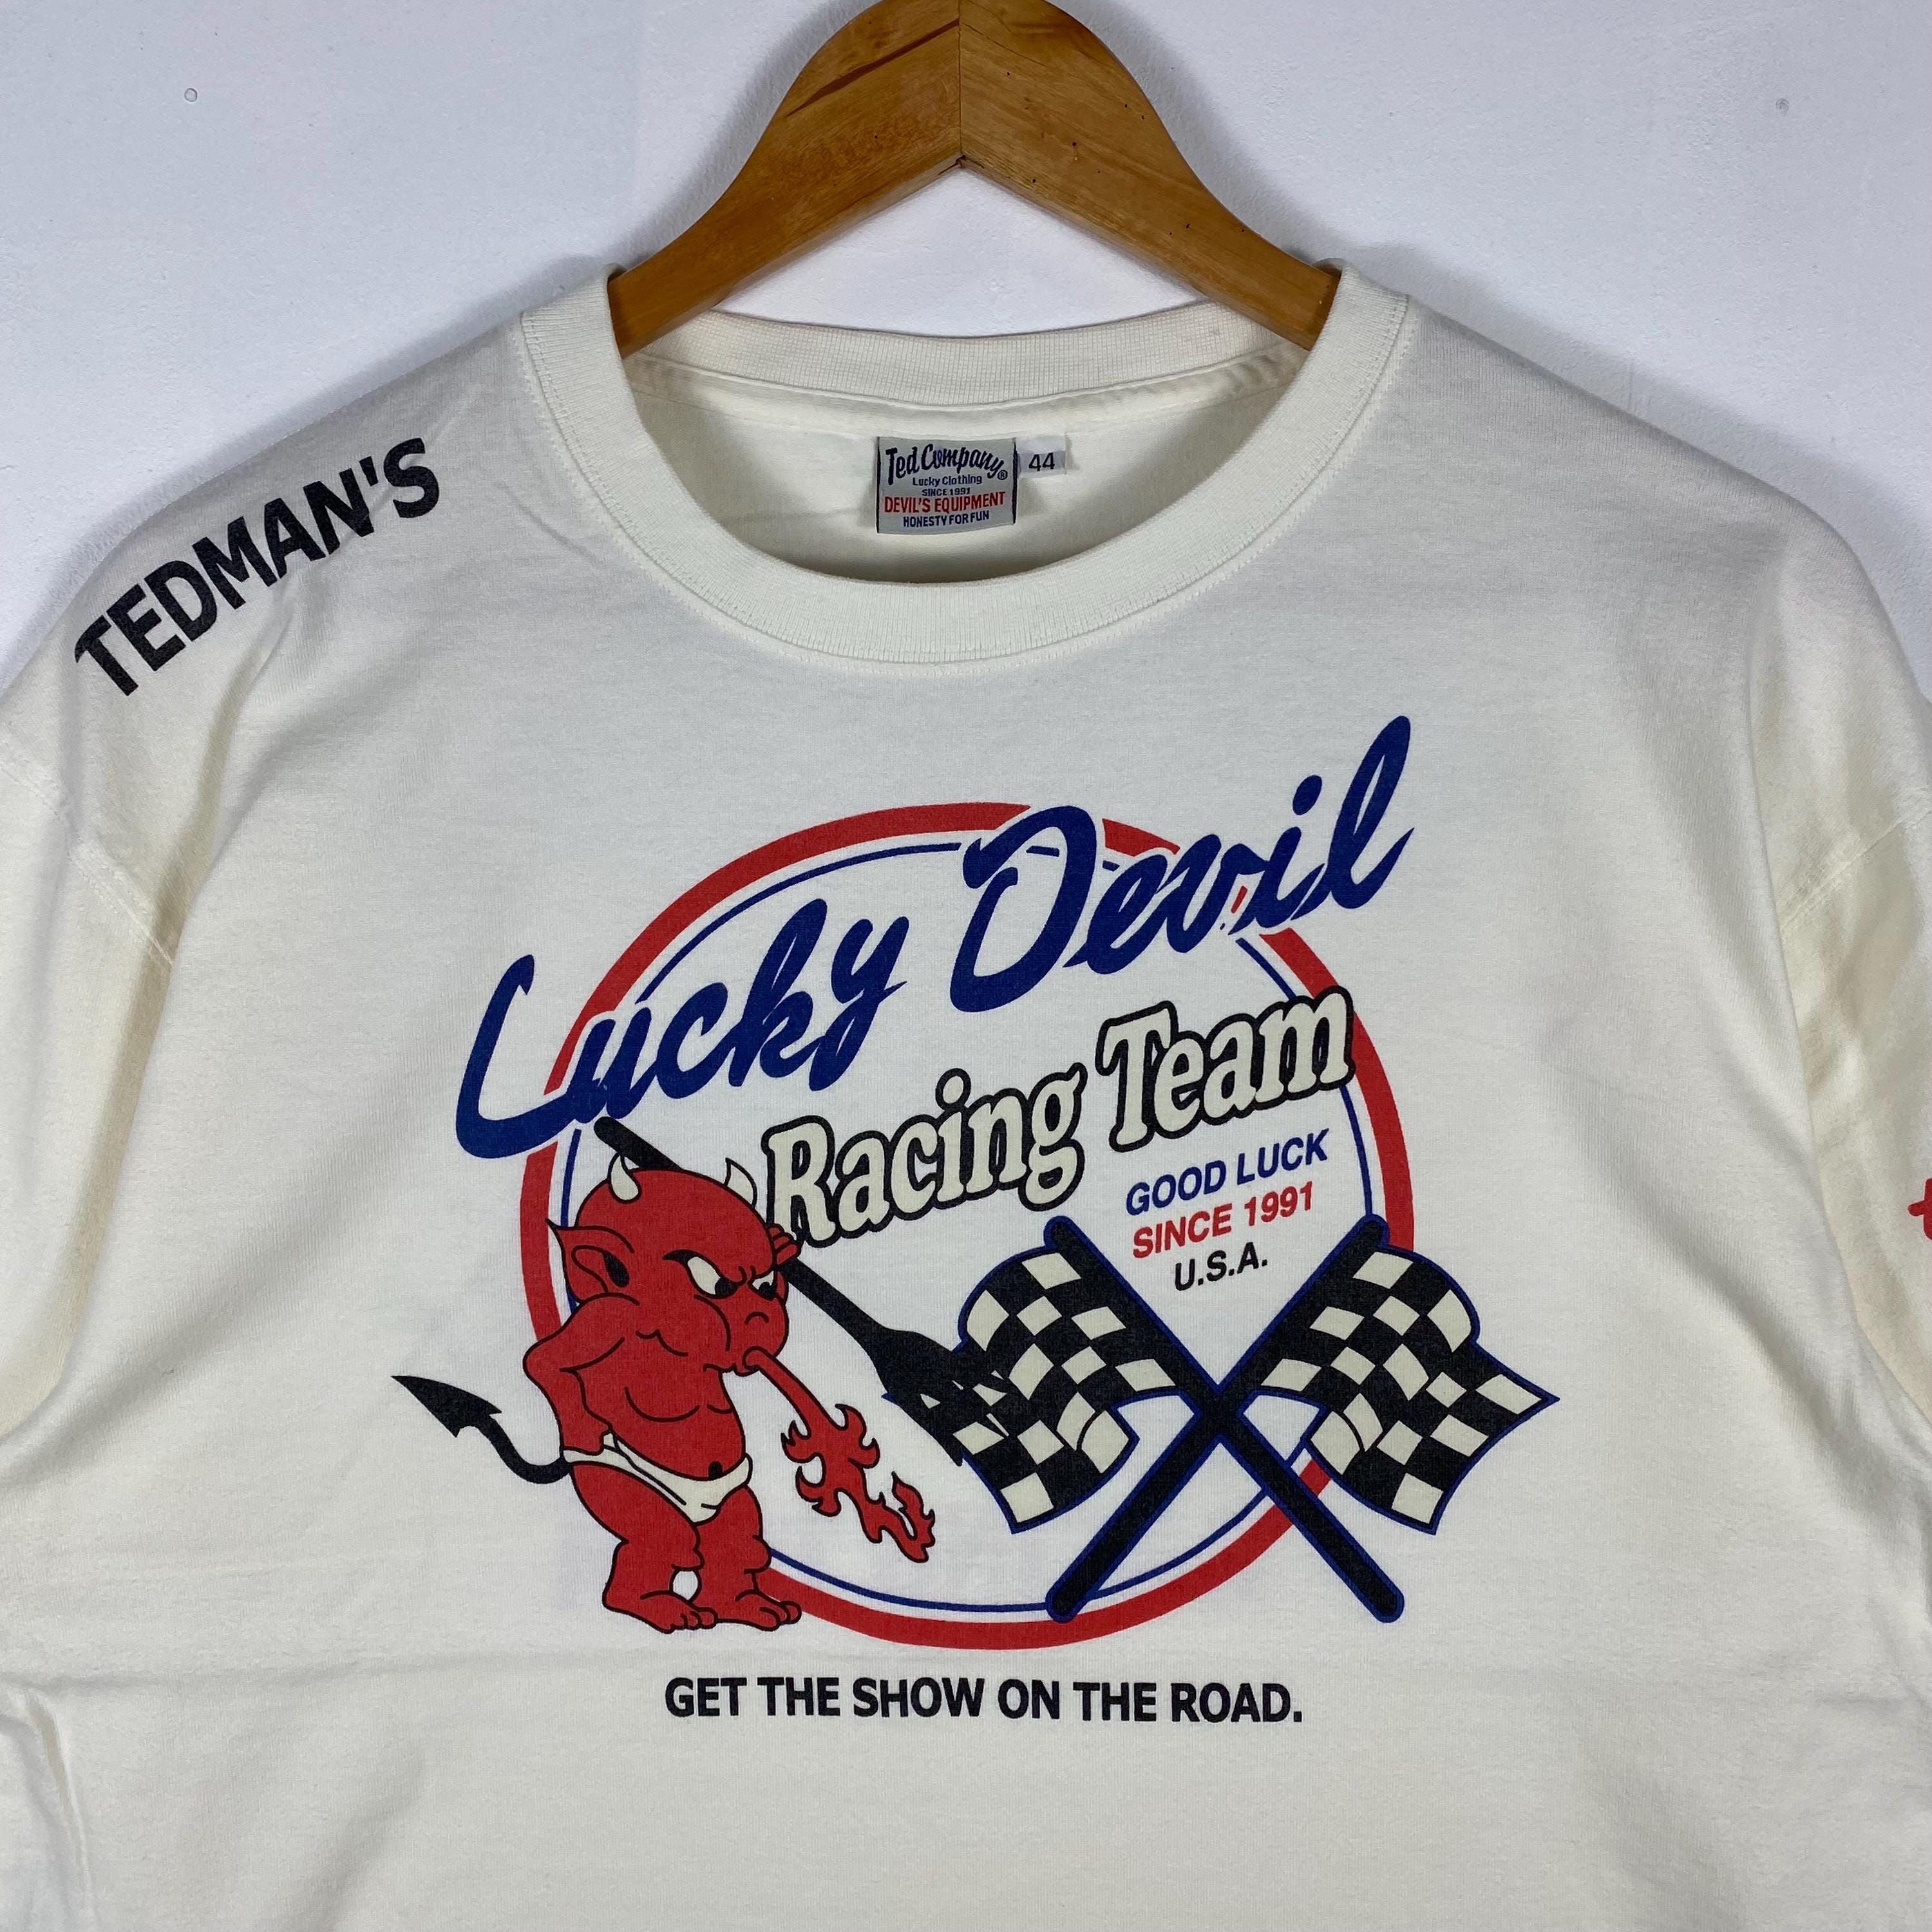 TEDMAN'S
Ted Company®
44
Lucky Clothing
SINCE 1991
DEVIL'S EQUIPMENT
HONESTY FOR FUN
Lucky Devil
Racing Team
GOOD LUCK
SINCE 1991
U.S.A.
GET THE SHOW ON THE ROAD.